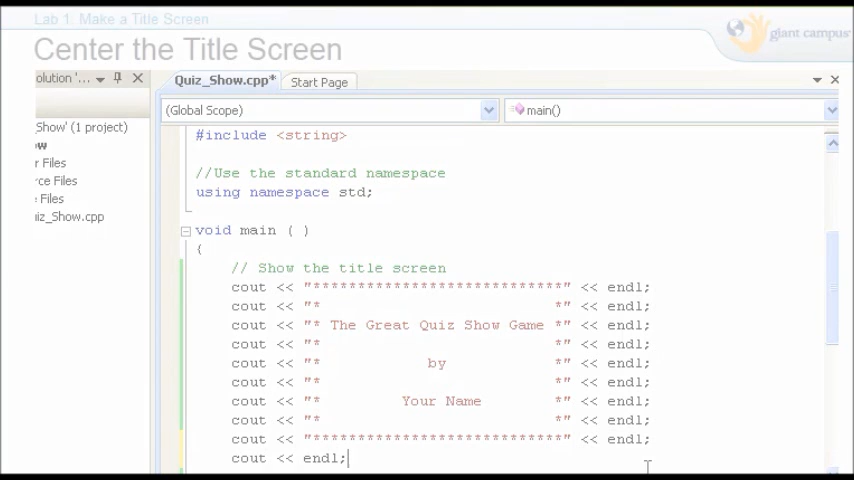 Lab 1: Make a Title Screen
Center the Title Screen
giant campus
olution '...
Quiz_Show.cpp*
Start Page
(Global Scope)
main()
_Show' (1 project)
ow
r Files
rce Files
e Files
uiz_Show.cpp
#include <string>
//Use the standard namespace
using namespace std;
void main ( )
{
// Show the title screen
cout << "****************************" << endl;
cout << "*                          *" << endl;
cout << "* The Great Quiz Show Game *" << endl;
cout << "*                          *" << endl;
cout << "*            by            *" << endl;
cout << "*                          *" << endl;
cout << "*         Your Name        *" << endl;
cout << "*                          *" << endl;
cout << "****************************" << endl;
cout << endl;